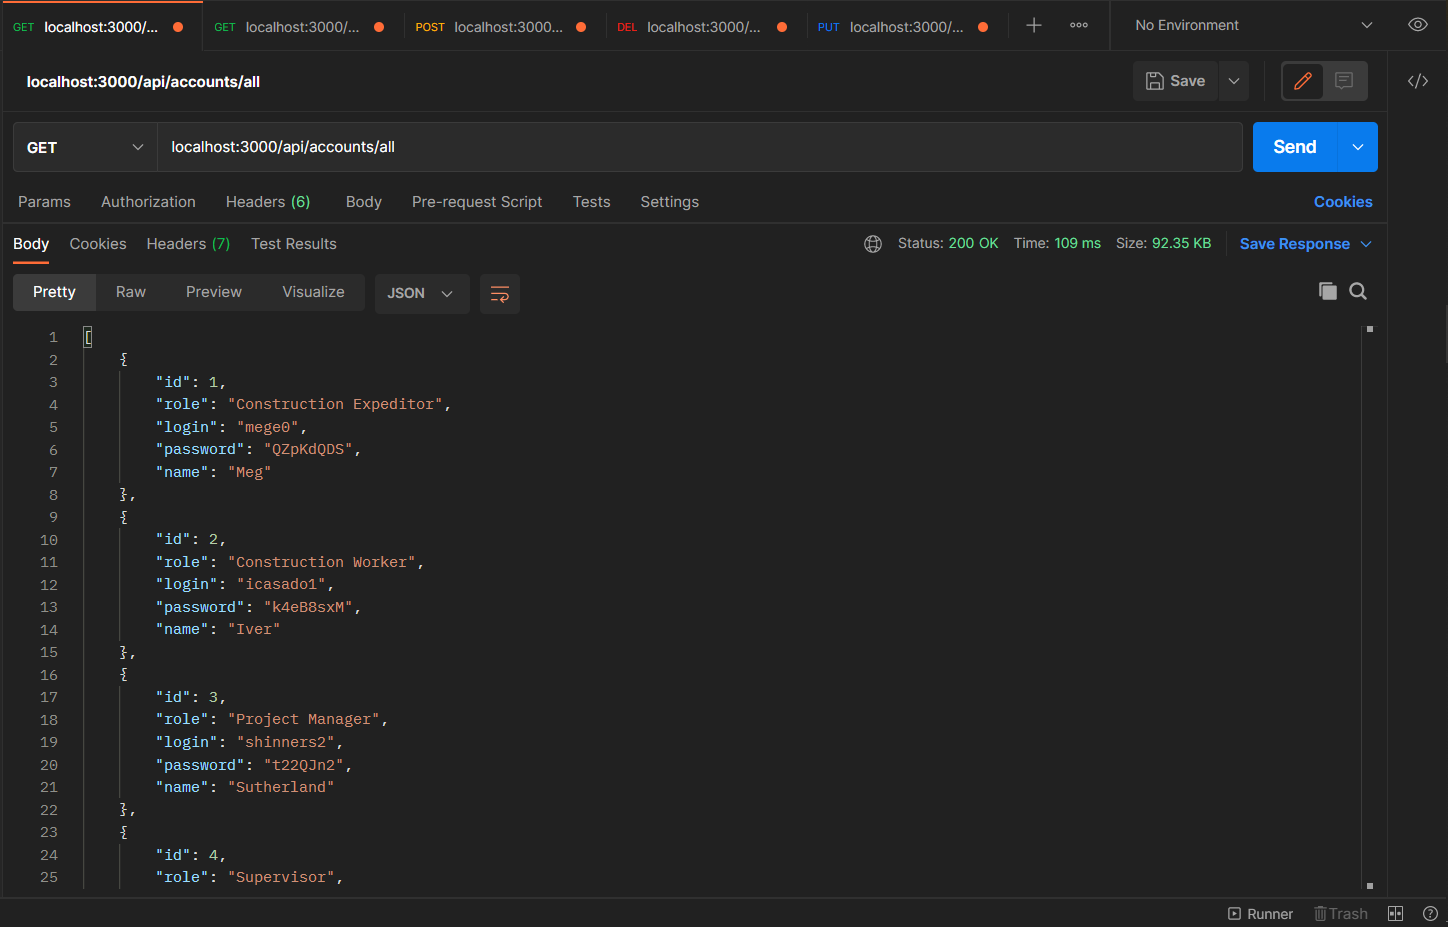 GET localhost:3000/... GET localhost:3000/... POST localhost:3000... DEL localhost:3000/... PUT localhost:3000/... No Environment
localhost:3000/api/accounts/all Save
GET localhost:3000/api/accounts/all Send
Params Authorization Headers (6) Body Pre-request Script Tests Settings Cookies
Body Cookies Headers (7) Test Results Status: 200 OK Time: 109 ms Size: 92.35 KB Save Response
Pretty Raw Preview Visualize JSON
1 [
2 {
3 "id": 1,
4 "role": "Construction Expeditor",
5 "login": "mege0",
6 "password": "QZpKdQDS",
7 "name": "Meg"
8 },
9 {
10 "id": 2,
11 "role": "Construction Worker",
12 "login": "icasado1",
13 "password": "k4eB8sxM",
14 "name": "Iver"
15 },
16 {
17 "id": 3,
18 "role": "Project Manager",
19 "login": "shinners2",
20 "password": "t22QJn2",
21 "name": "Sutherland"
22 },
23 {
24 "id": 4,
25 "role": "Supervisor",
Runner Trash